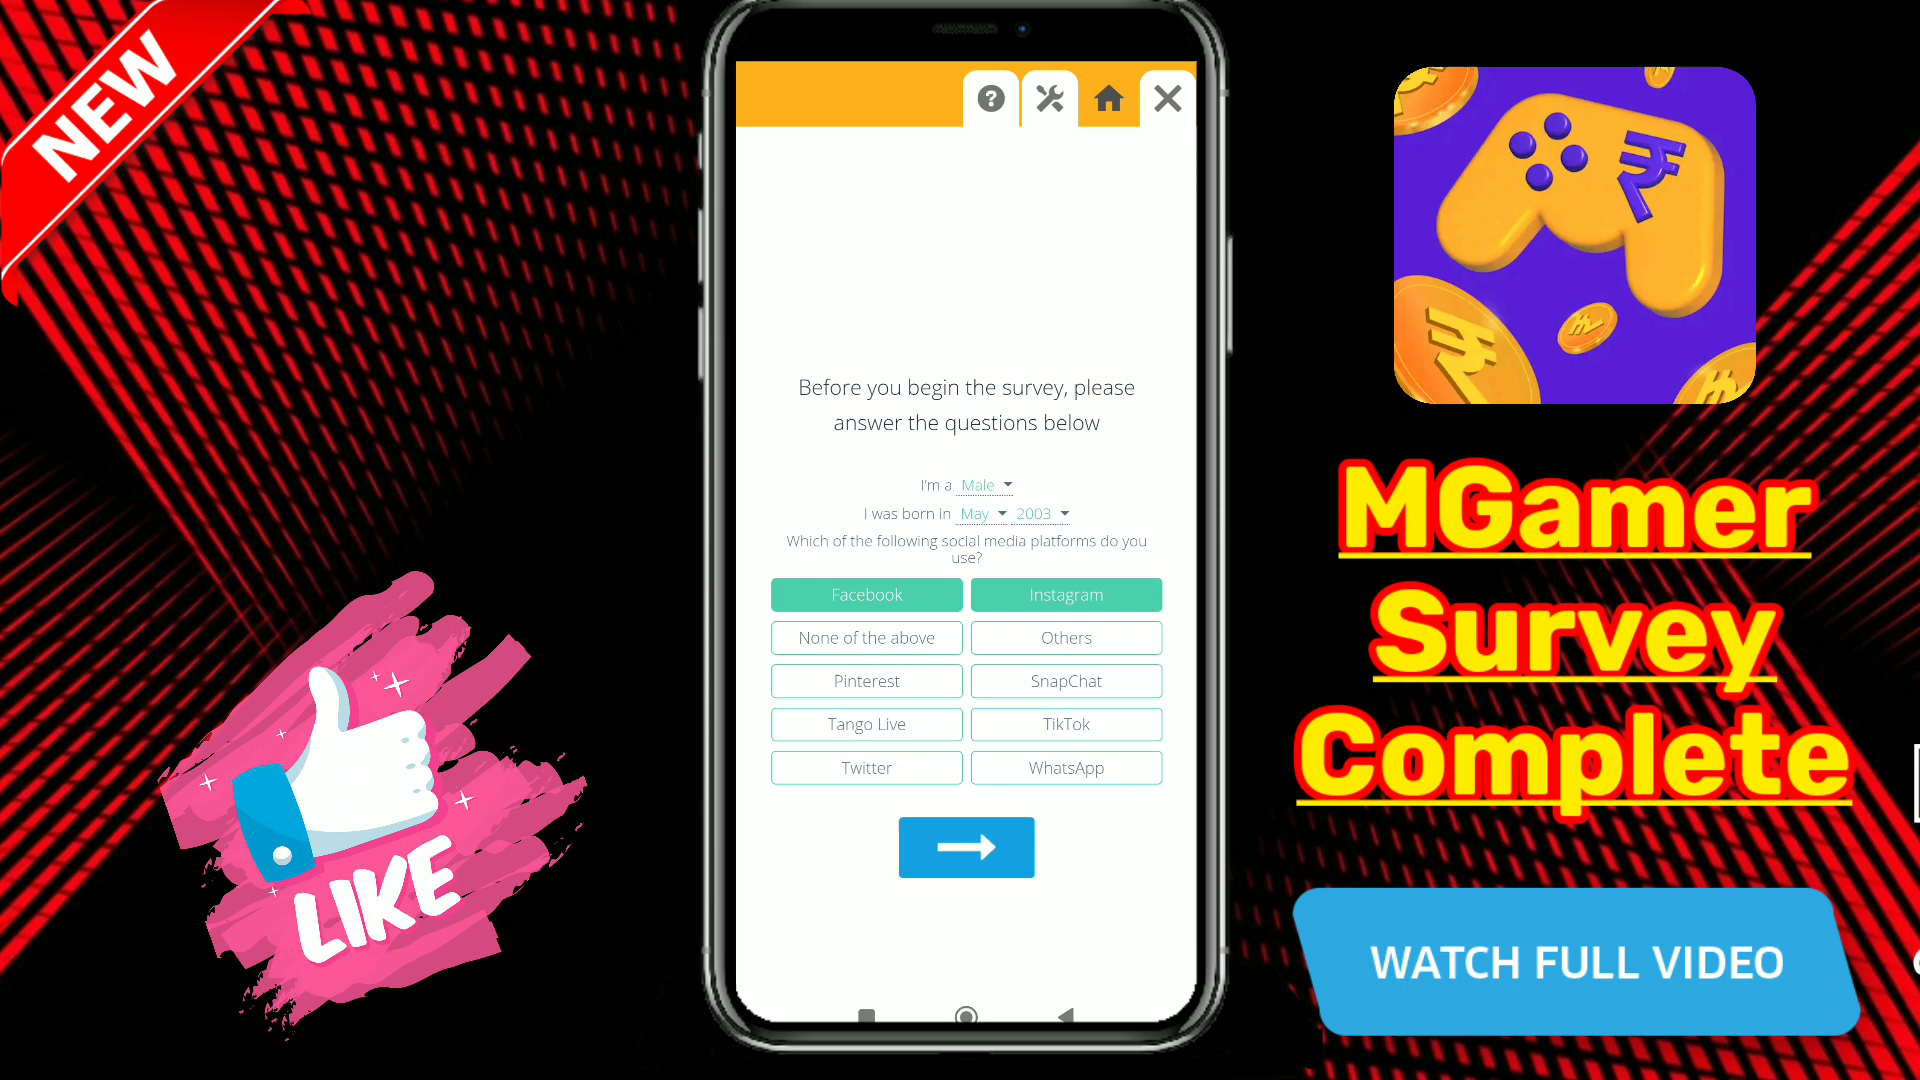 NEW
Before you begin the survey, please
answer the questions below
I'm a Male
I was born in May 2003
Which of the following social media platforms do you
use?
Facebook Instagram
None of the above Others
Pinterest SnapChat
Tango Live TikTok
Twitter WhatsApp
LIKE
MGamer
Survey
Complete
WATCH FULL VIDEO